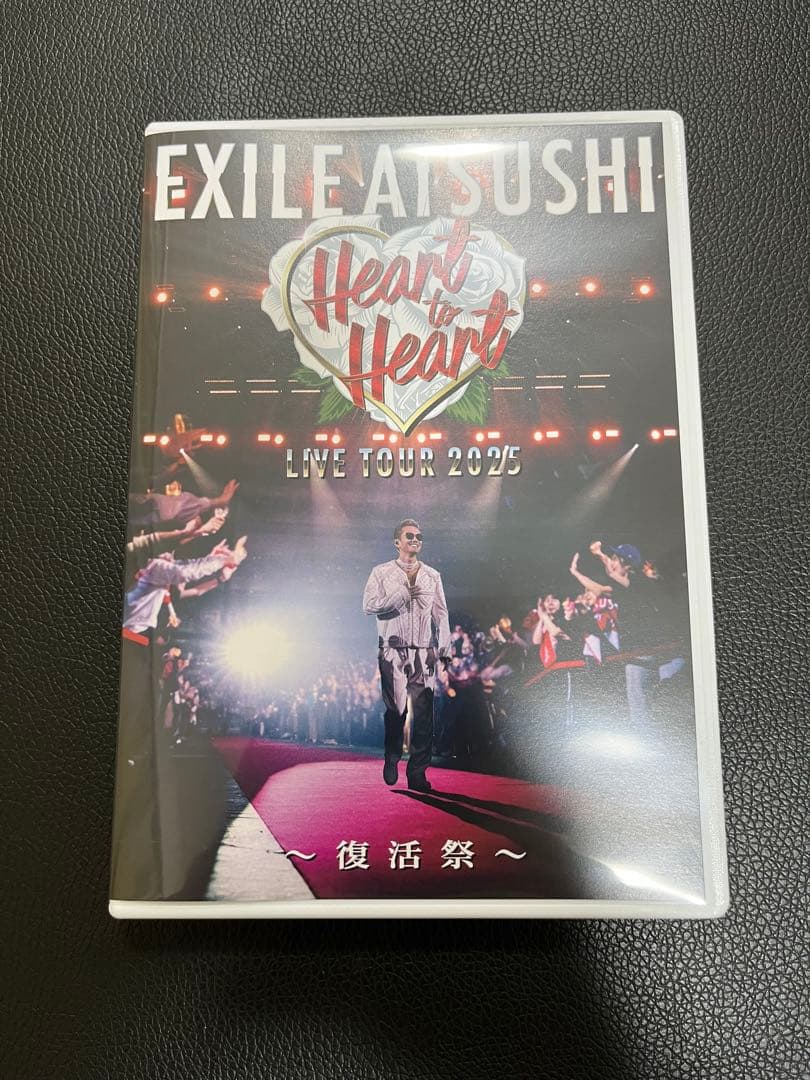 EXILE ATSUSHI
Heart
to
Heart
LIVE TOUR 2025
～復活祭～